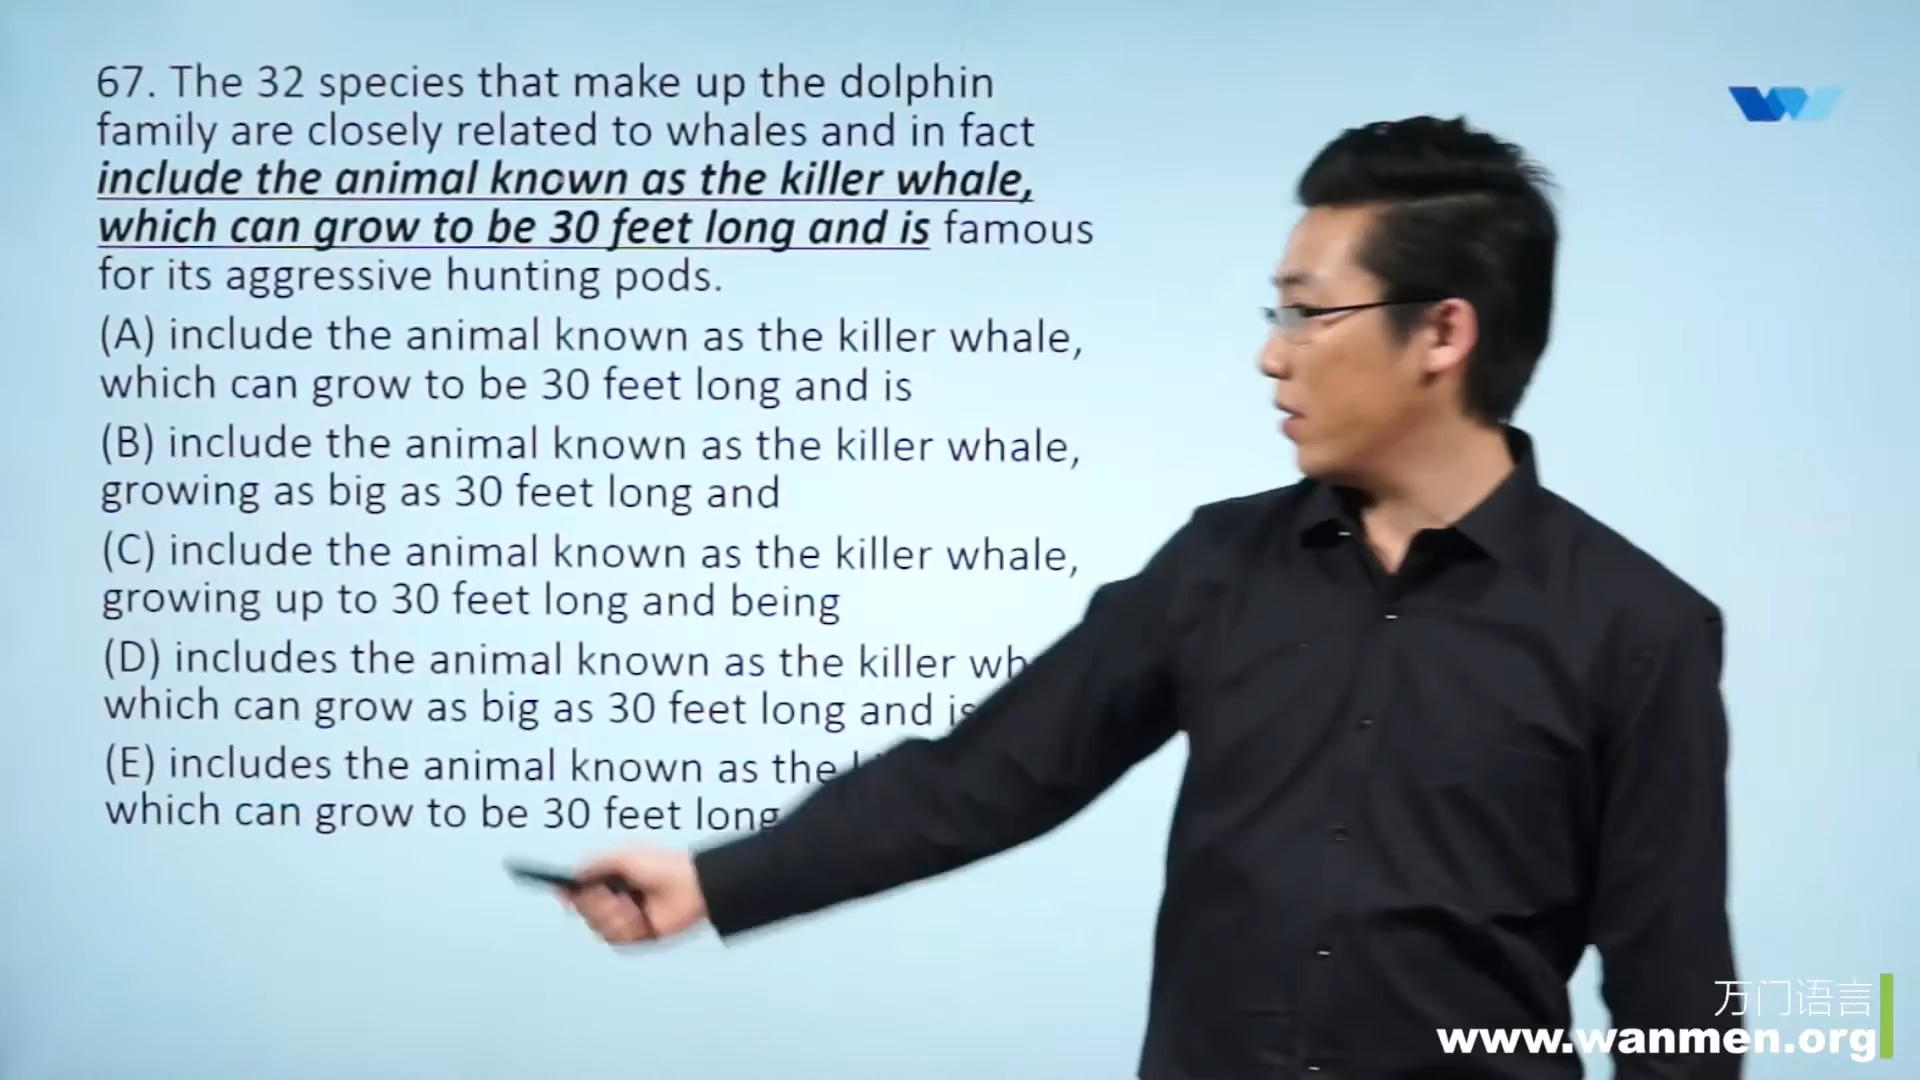 67. The 32 species that make up the dolphin
family are closely related to whales and in fact
include the animal known as the killer whale,
which can grow to be 30 feet long and is famous
for its aggressive hunting pods.
(A) include the animal known as the killer whale,
which can grow to be 30 feet long and is
(B) include the animal known as the killer whale,
growing as big as 30 feet long and
(C) include the animal known as the killer whale,
growing up to 30 feet long and being
(D) includes the animal known as the killer
which can grow as big as 30 feet long and is
(E) includes the animal known as the
which can grow to be 30 feet long
万门语言
www.wanmen.org